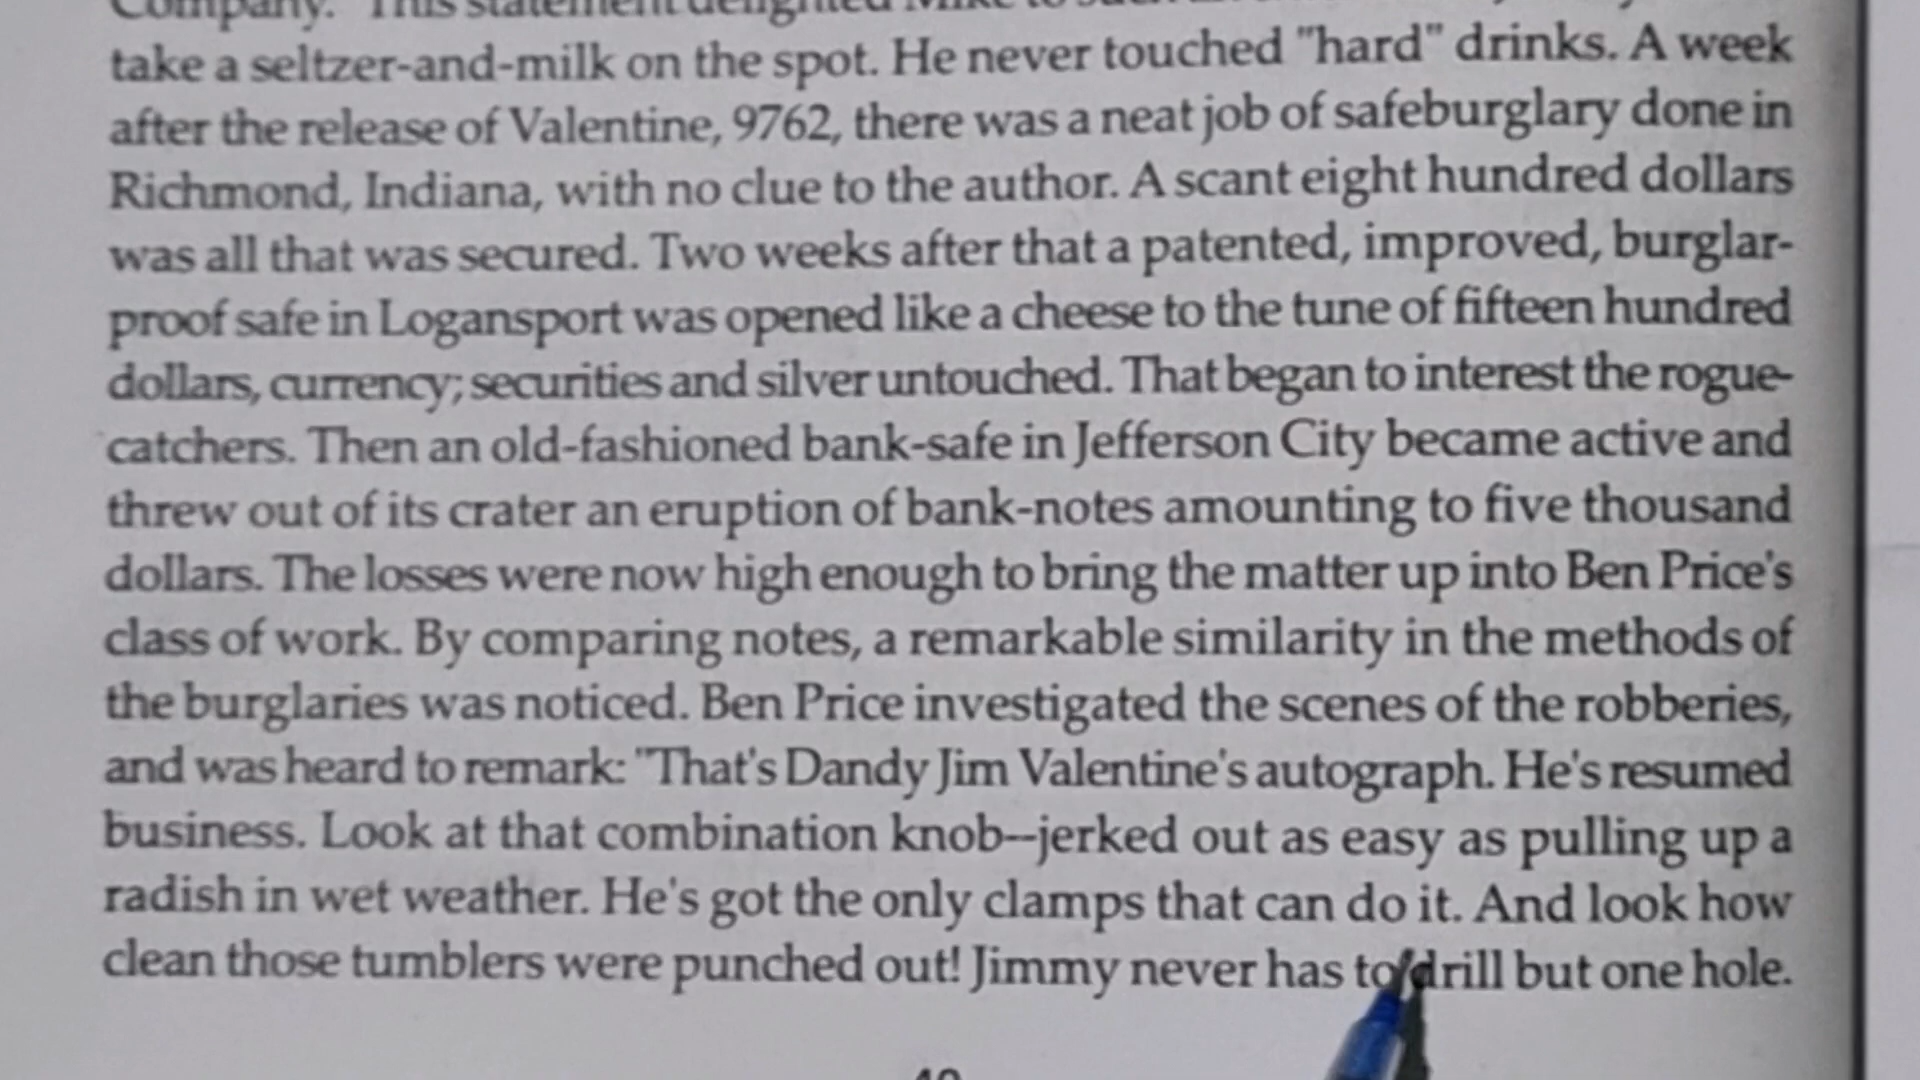 Company." This statement delighted Mike to such
take a seltzer-and-milk on the spot. He never touched "hard" drinks. A week
after the release of Valentine, 9762, there was a neat job of safeburglary done in
Richmond, Indiana, with no clue to the author. A scant eight hundred dollars
was all that was secured. Two weeks after that a patented, improved, burglar-
proof safe in Logansport was opened like a cheese to the tune of fifteen hundred
dollars, currency; securities and silver untouched. That began to interest the rogue-
catchers. Then an old-fashioned bank-safe in Jefferson City became active and
threw out of its crater an eruption of bank-notes amounting to five thousand
dollars. The losses were now high enough to bring the matter up into Ben Price's
class of work. By comparing notes, a remarkable similarity in the methods of
the burglaries was noticed. Ben Price investigated the scenes of the robberies,
and was heard to remark: "That's Dandy Jim Valentine's autograph. He's resumed
business. Look at that combination knob--jerked out as easy as pulling up a
radish in wet weather. He's got the only clamps that can do it. And look how
clean those tumblers were punched out! Jimmy never has to drill but one hole.